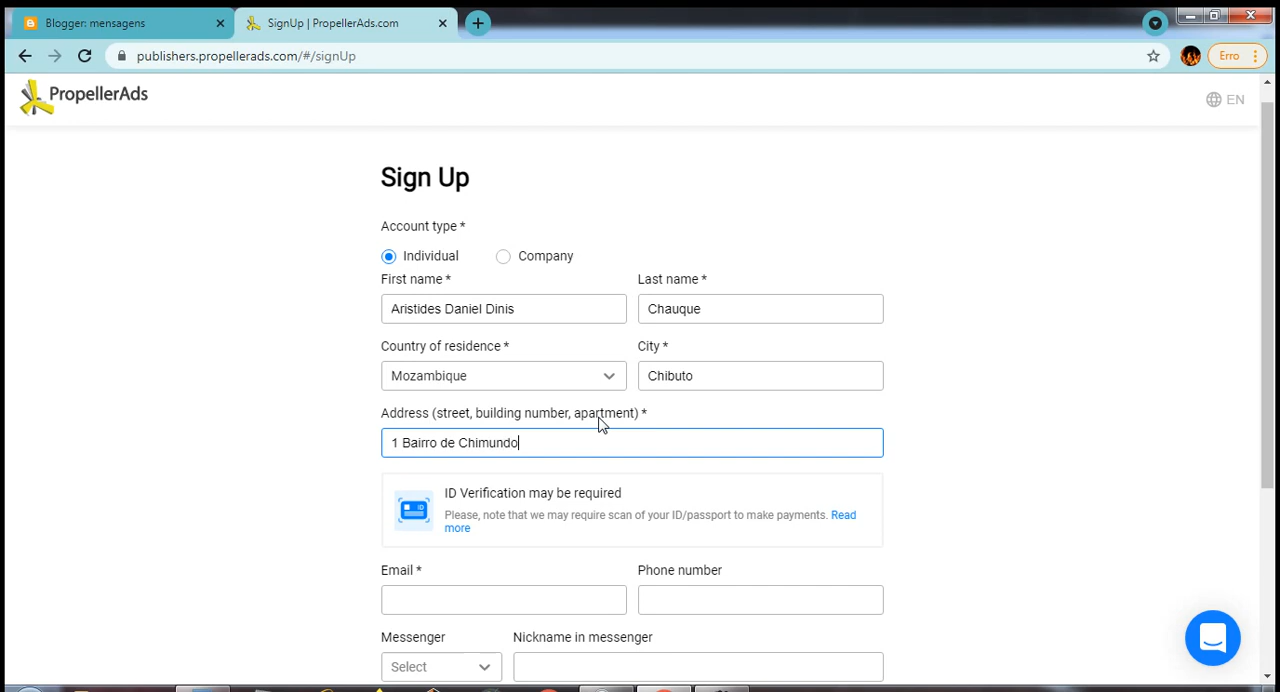 Blogger: mensagens
SignUp | PropellerAds.com
publishers.propellerads.com/#/signUp
Erro
PropellerAds
EN
Sign Up
Account type *
Individual Company
First name * Last name *
Aristides Daniel Dinis Chauque
Country of residence * City *
Mozambique Chibuto
Address (street, building number, apartment) *
1 Bairro de Chimundo
ID Verification may be required
Please, note that we may require scan of your ID/passport to make payments. Read
more
Email * Phone number
Messenger Nickname in messenger
Select